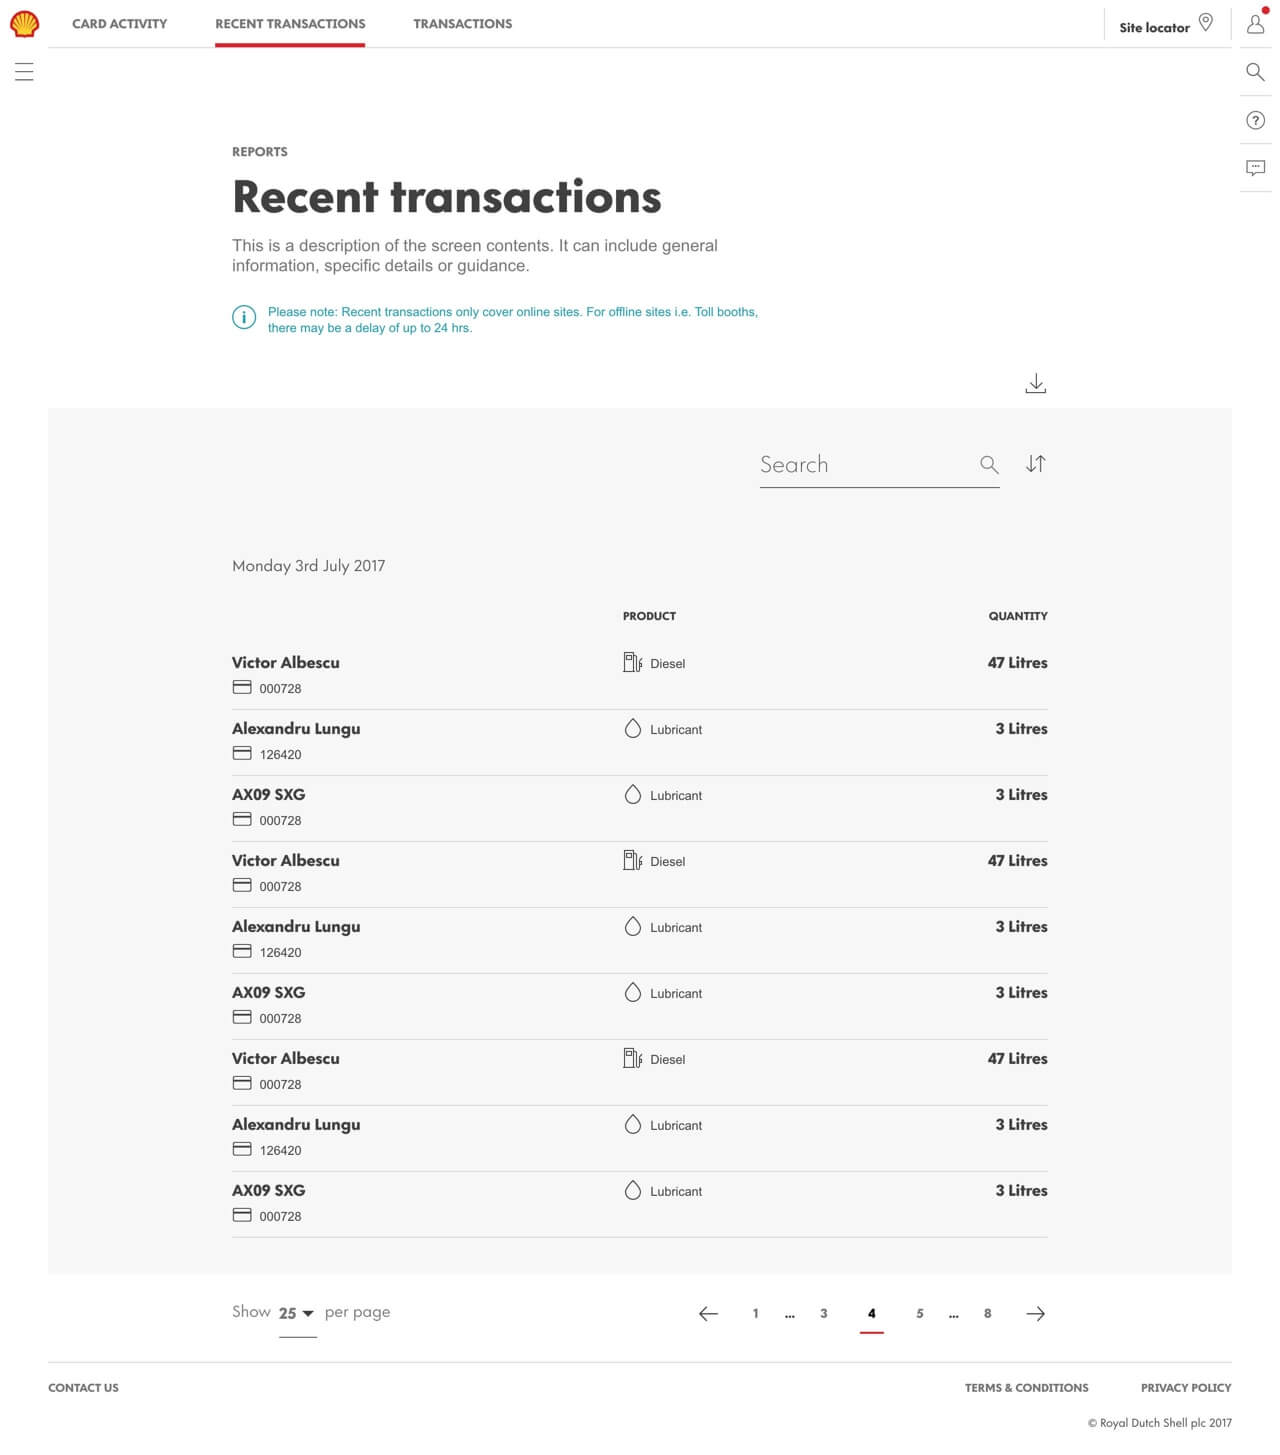 CARD ACTIVITY RECENT TRANSACTIONS TRANSACTIONS Site locator
REPORTS
Recent transactions
This is a description of the screen contents. It can include general
information, specific details or guidance.
Please note: Recent transactions only cover online sites. For offline sites i.e. Toll booths,
there may be a delay of up to 24 hrs.
Search
Monday 3rd July 2017
PRODUCT QUANTITY
Victor Albescu Diesel 47 Litres
000728
Alexandru Lungu Lubricant 3 Litres
126420
AX09 SXG Lubricant 3 Litres
000728
Victor Albescu Diesel 47 Litres
000728
Alexandru Lungu Lubricant 3 Litres
126420
AX09 SXG Lubricant 3 Litres
000728
Victor Albescu Diesel 47 Litres
000728
Alexandru Lungu Lubricant 3 Litres
126420
AX09 SXG Lubricant 3 Litres
000728
Show 25 per page 1 ... 3 4 5 ... 8
CONTACT US TERMS & CONDITIONS PRIVACY POLICY
© Royal Dutch Shell plc 2017